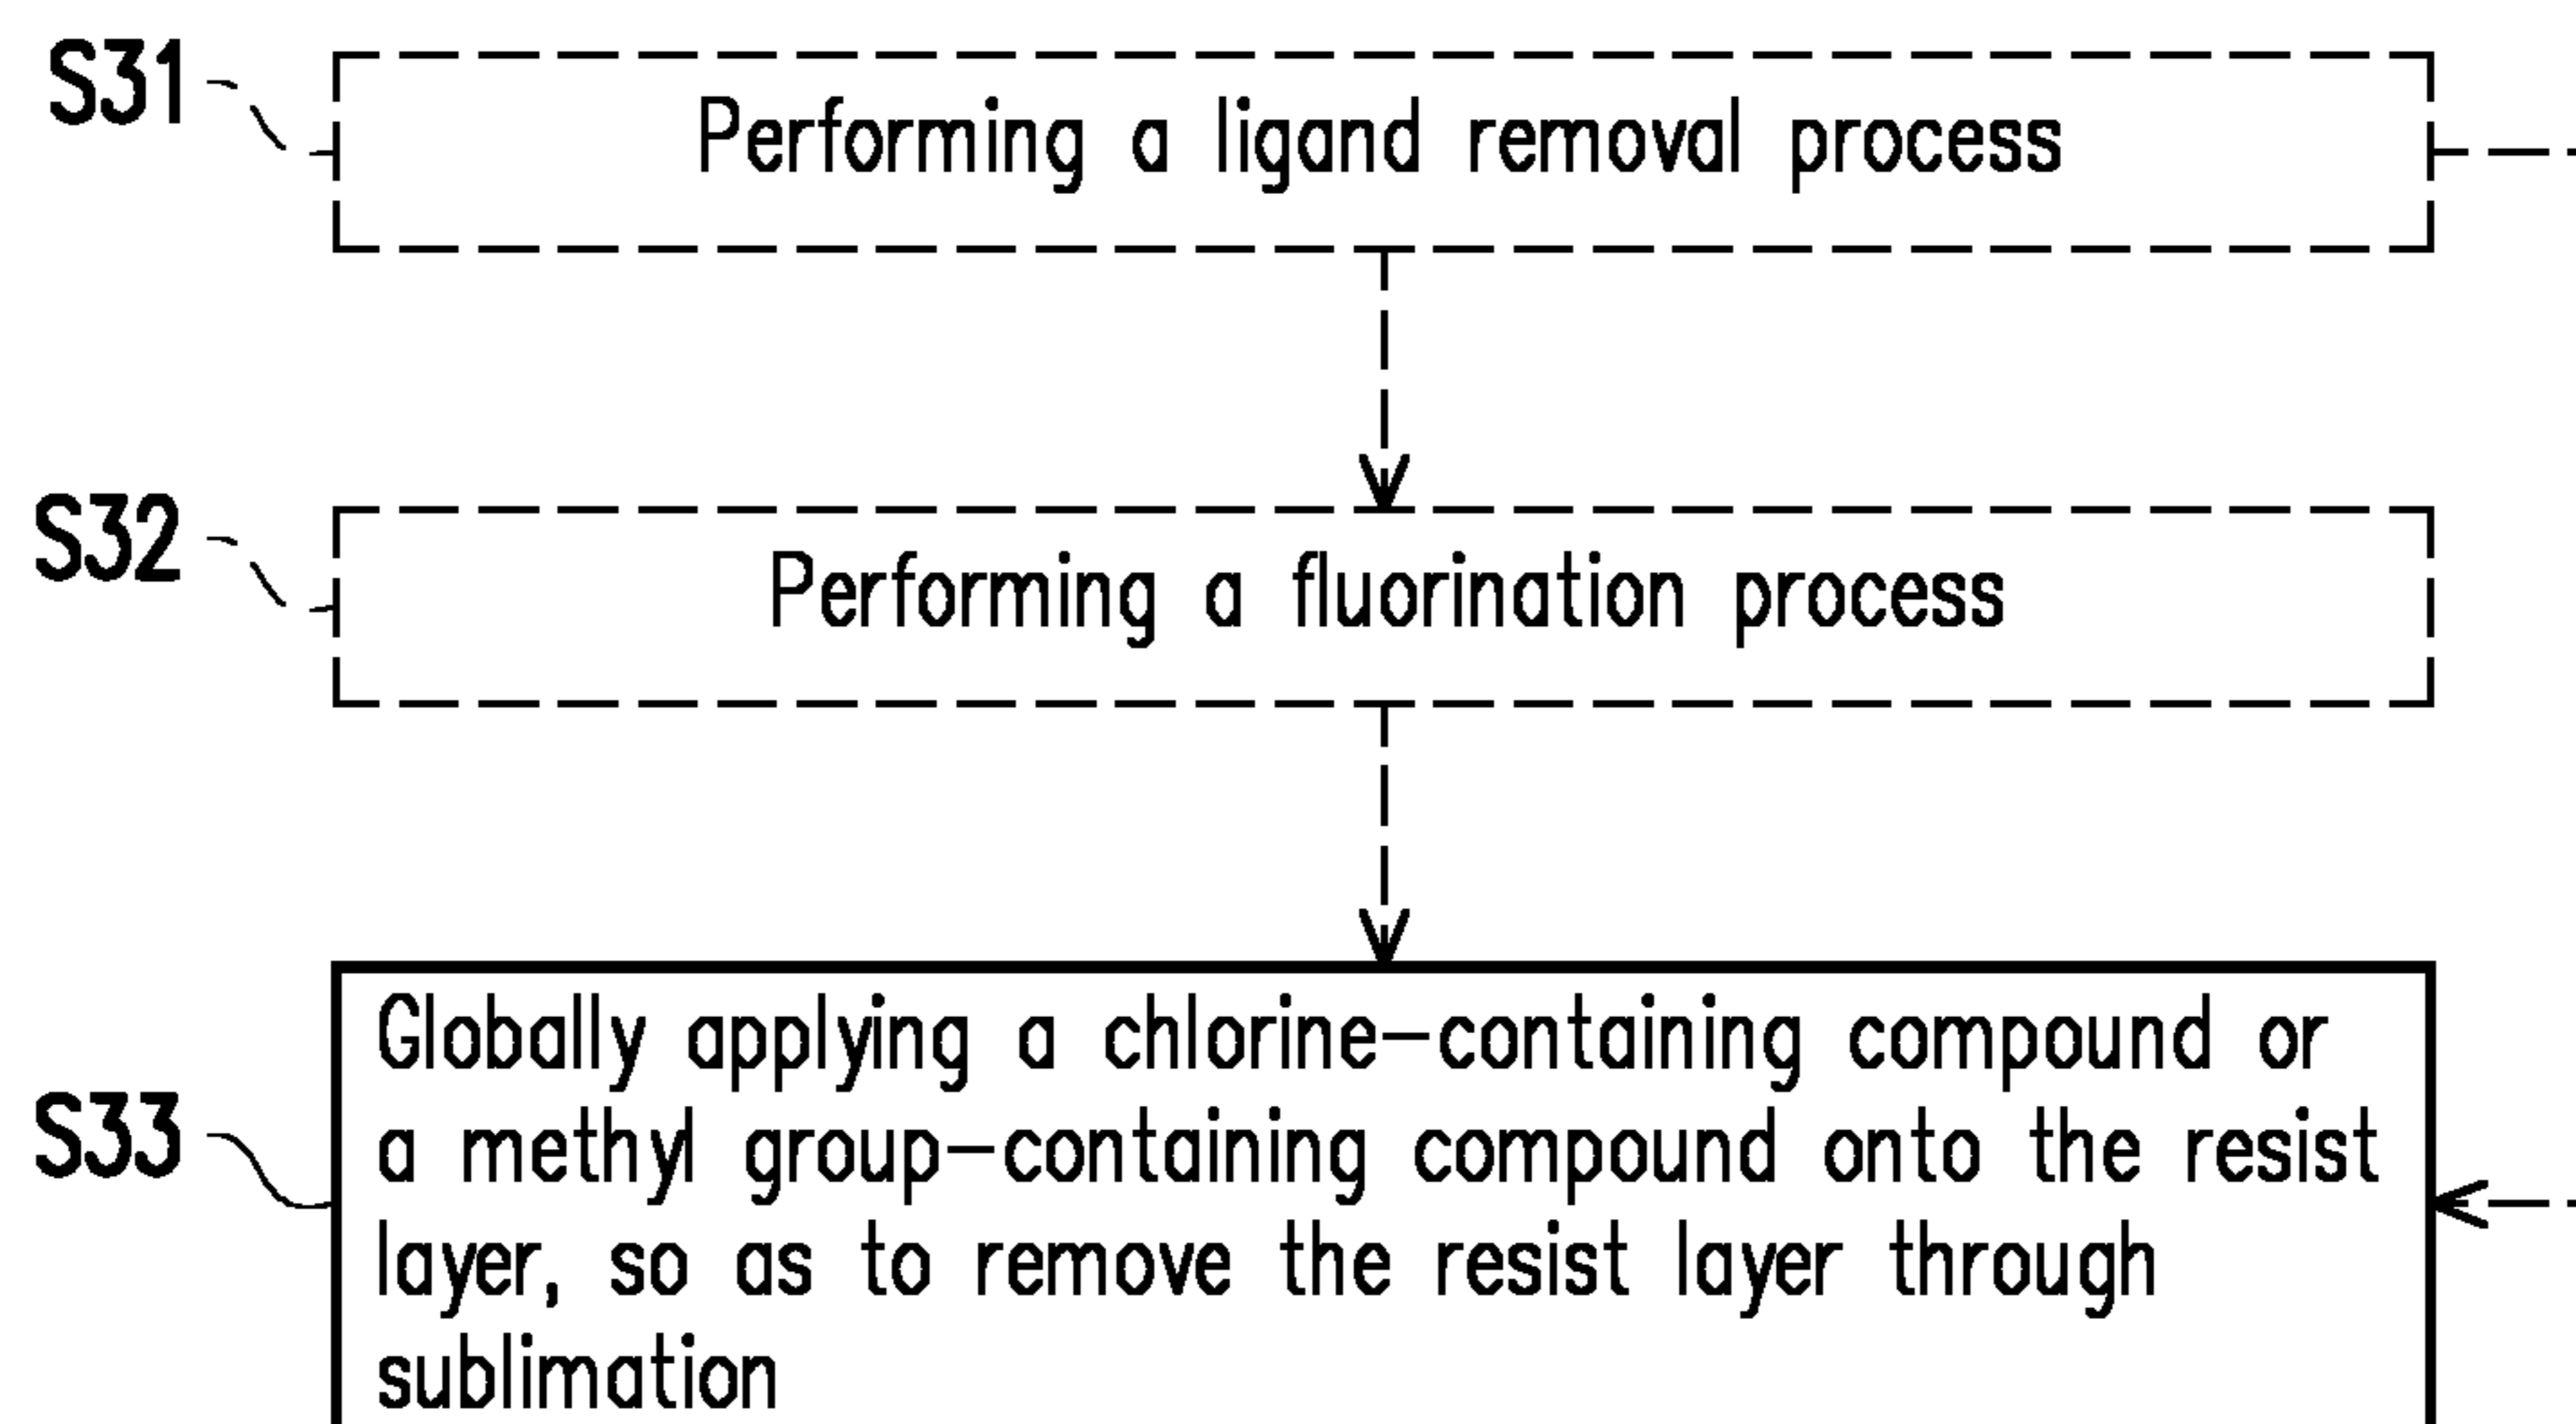 S31
Performing a ligand removal process
S32
Performing a fluorination process
S33
Globally applying a chlorine-containing compound or
a methyl group-containing compound onto the resist
layer, so as to remove the resist layer through
sublimation